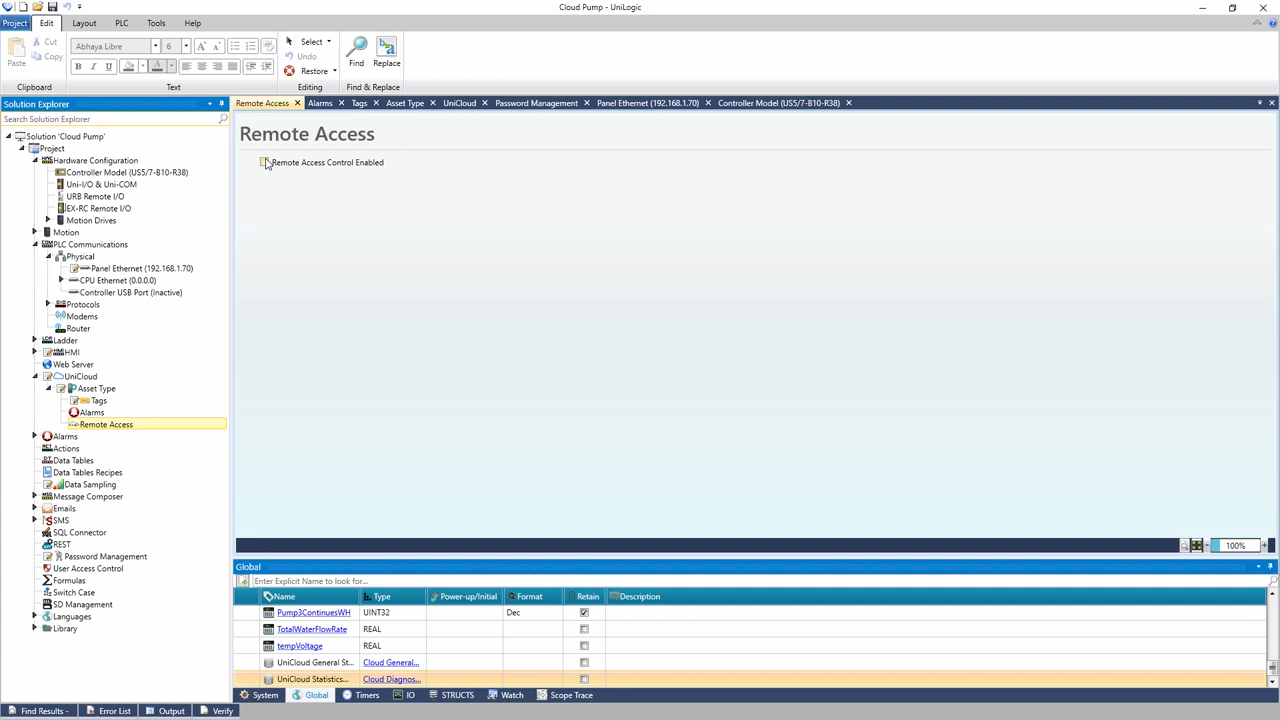 Cloud Pump - UniLogic
Project Edit Layout PLC Tools Help
Paste Cut Copy
Abhaya Libre 6
B I U A
Select
Undo
Restore
Find Replace
Clipboard Text Editing Find & Replace
Solution Explorer
Search Solution Explorer
Solution 'Cloud Pump'
Project
Hardware Configuration
Controller Model (US5/7-B10-R38)
Uni-I/O & Uni-COM
URB Remote I/O
EX-RC Remote I/O
Motion Drives
Motion
PLC Communications
Physical
Panel Ethernet (192.168.1.70)
CPU Ethernet (0.0.0.0)
Controller USB Port (Inactive)
Protocols
Modems
Router
Ladder
HMI
Web Server
UniCloud
Asset Type
Tags
Alarms
Remote Access
Alarms
Actions
Data Tables
Data Tables Recipes
Data Sampling
Message Composer
Emails
SMS
SQL Connector
REST
Password Management
User Access Control
Formulas
Switch Case
SD Management
Languages
Library
Remote Access Alarms Tags Asset Type UniCloud Password Management Panel Ethernet (192.168.1.70) Controller Model (US5/7-B10-R38)
Remote Access
Remote Access Control Enabled
100%
Global
Enter Explicit Name to look for...
Name Type Power-up/Initial Format Retain Description
Pump3ContinuesWH UINT32 Dec
TotalWaterFlowRate REAL
tempVoltage REAL
UniCloud General St... Cloud General...
UniCloud Statistics... Cloud Diagnos...
System Global Timers IO STRUCTS Watch Scope Trace
Find Results - Error List Output Verify